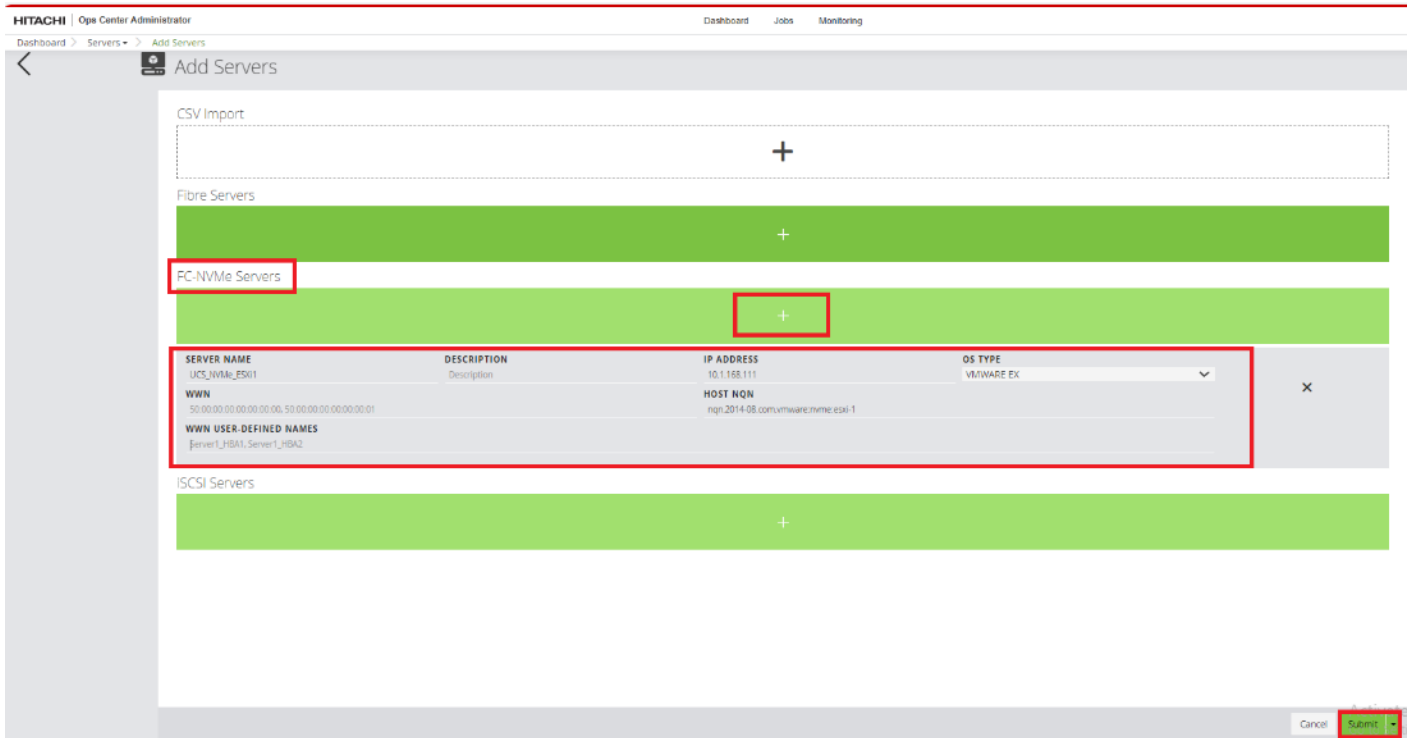 HITACHI | Ops Center Administrator Dashboard Jobs Monitoring
Dashboard > Servers > Add Servers
Add Servers
CSV Import
+
Fibre Servers
+
FC-NVMe Servers
+
SERVER NAME DESCRIPTION IP ADDRESS OS TYPE
UCS_NVMe_ESXI1 Description 10.1.168.111 VMWARE EX
WWN HOST NQN
50:00:00:00:00:00:00:00, 50:00:00:00:00:00:00:01 nqn.2014-08.com.vmware:nvme:esxi-1
WWN USER-DEFINED NAMES
Server1_HBA1, Server1_HBA2
iSCSI Servers
+
Cancel Submit